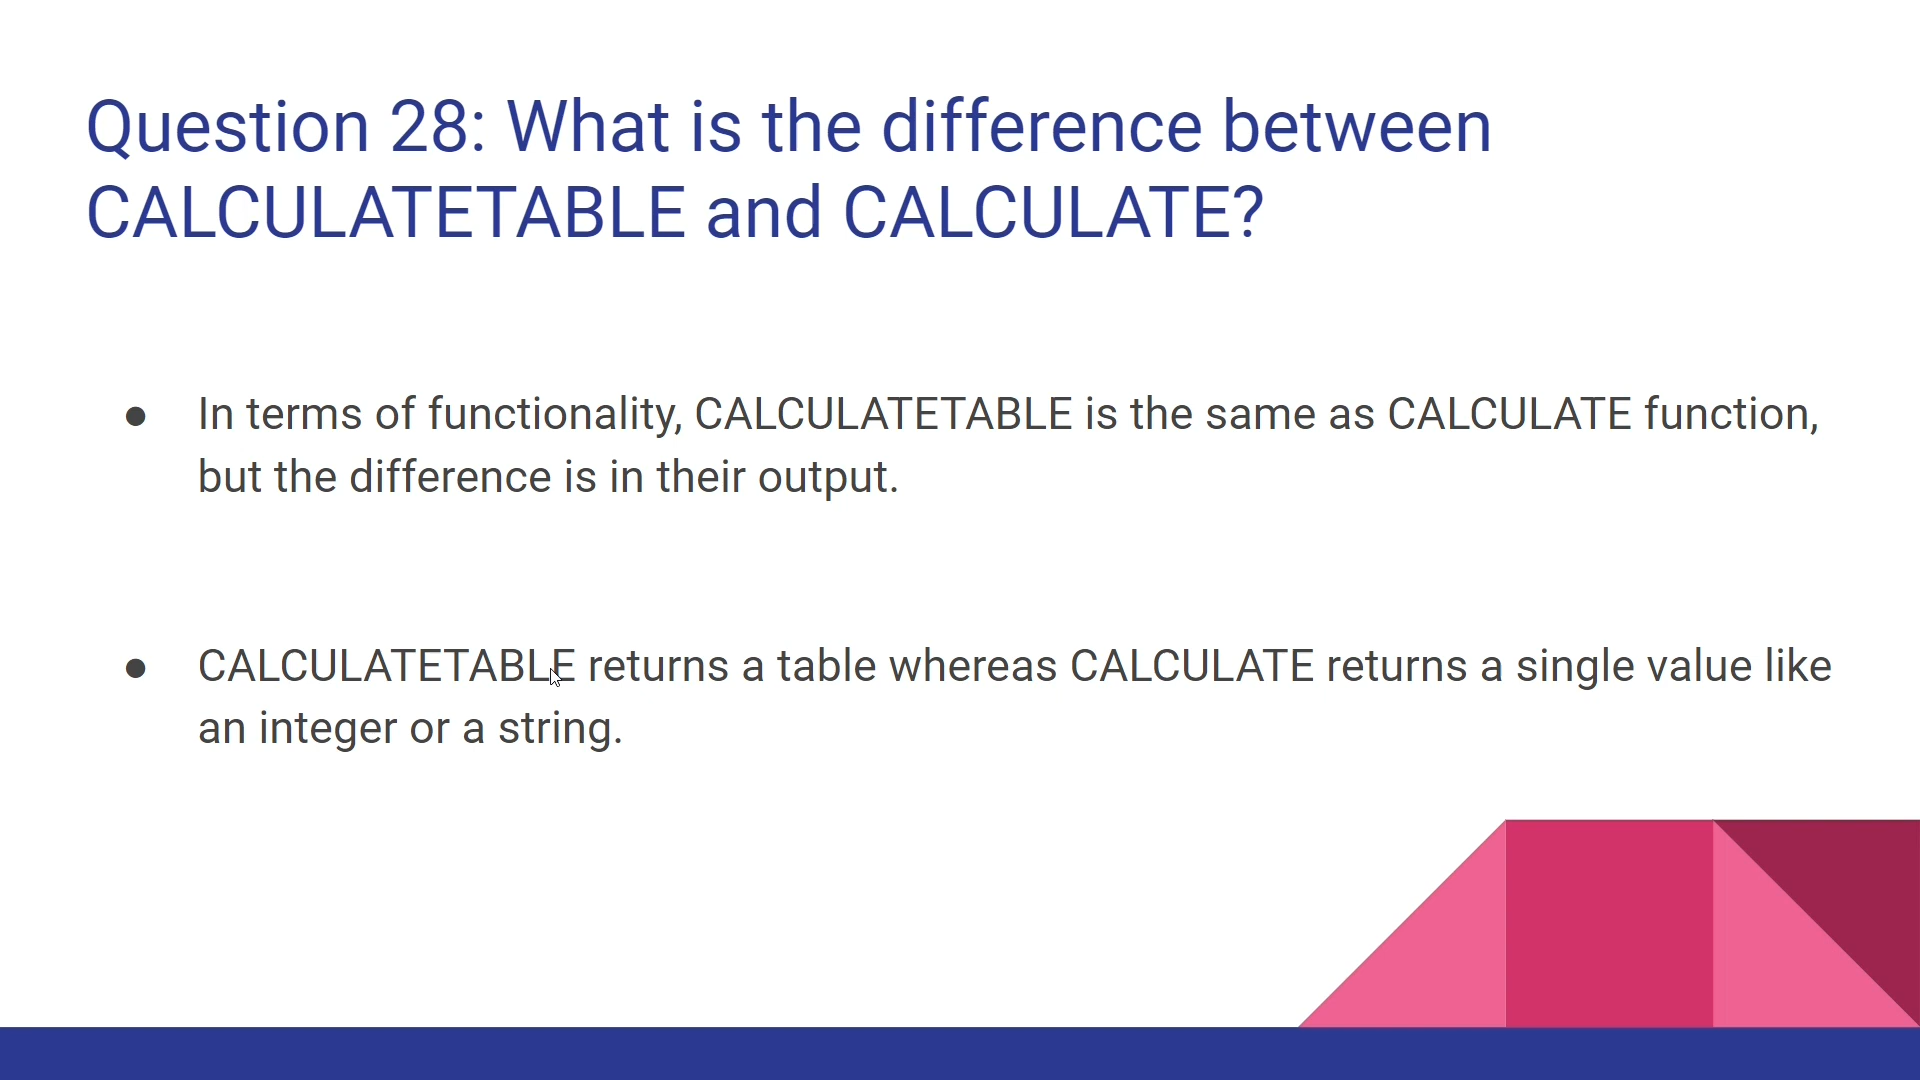 Question 28: What is the difference between
CALCULATETABLE and CALCULATE?
● In terms of functionality, CALCULATETABLE is the same as CALCULATE function,
but the difference is in their output.
● CALCULATETABLE returns a table whereas CALCULATE returns a single value like
an integer or a string.